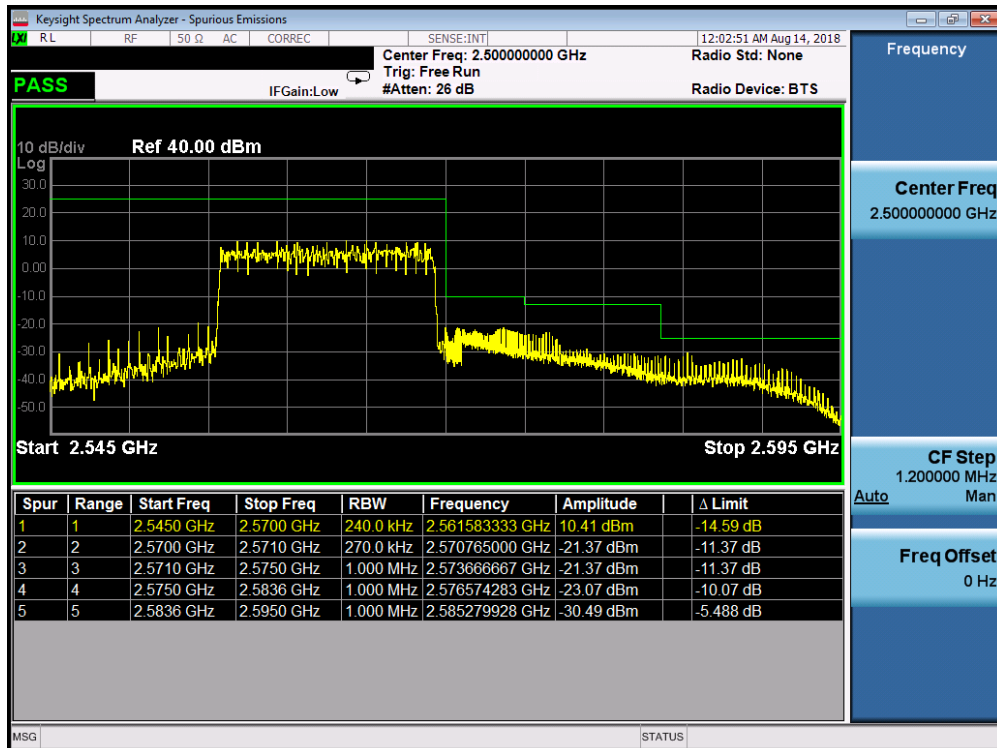 Keysight Spectrum Analyzer - Spurious Emissions
LXI RL RF 50 Ω AC CORREC SENSE:INT 12:02:51 AM Aug 14, 2018
Center Freq: 2.500000000 GHz Radio Std: None
Trig: Free Run
PASS IFGain:Low #Atten: 26 dB Radio Device: BTS
10 dB/div Ref 40.00 dBm
Log
30.0
20.0
10.0
0.00
-10.0
-20.0
-30.0
-40.0
-50.0
Start 2.545 GHz Stop 2.595 GHz
Spur Range Start Freq Stop Freq RBW Frequency Amplitude Δ Limit
1 1 2.5450 GHz 2.5700 GHz 240.0 kHz 2.561583333 GHz 10.41 dBm -14.59 dB
2 2 2.5700 GHz 2.5710 GHz 270.0 kHz 2.570765000 GHz -21.37 dBm -11.37 dB
3 3 2.5710 GHz 2.5750 GHz 1.000 MHz 2.573666667 GHz -21.37 dBm -11.37 dB
4 4 2.5750 GHz 2.5836 GHz 1.000 MHz 2.576574283 GHz -23.07 dBm -10.07 dB
5 5 2.5836 GHz 2.5950 GHz 1.000 MHz 2.585279928 GHz -30.49 dBm -5.488 dB
MSG STATUS
Frequency
Center Freq
2.500000000 GHz
CF Step
1.200000 MHz
Auto Man
Freq Offset
0 Hz